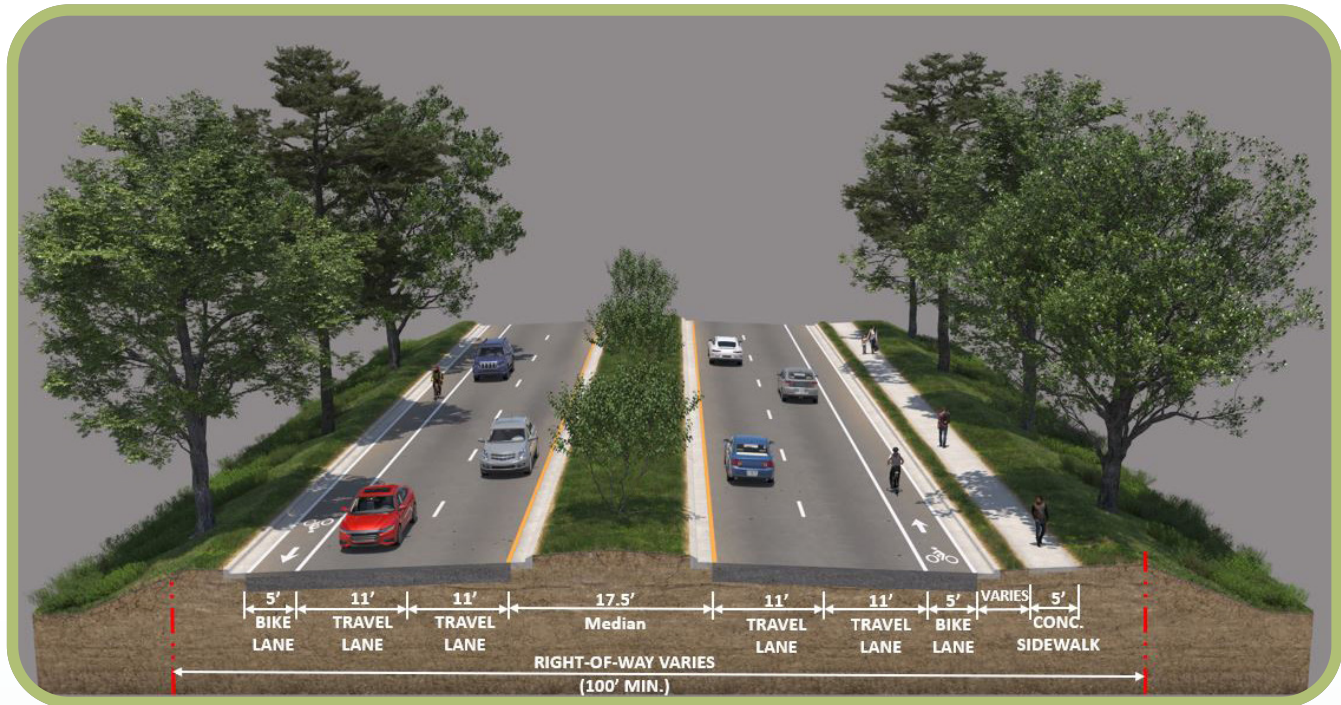 5' 11' 11' 17.5' 11' 11' 5' VARIES 5'
BIKE TRAVEL TRAVEL Median TRAVEL TRAVEL BIKE CONC.
LANE LANE LANE LANE LANE LANE SIDEWALK
RIGHT-OF-WAY VARIES
(100' MIN.)